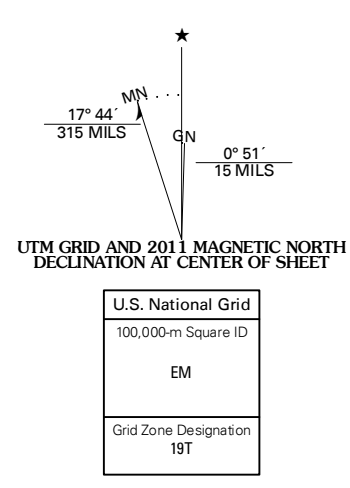 ★
MN
17° 44´
315 MILS
GN
0° 51´
15 MILS
UTM GRID AND 2011 MAGNETIC NORTH
DECLINATION AT CENTER OF SHEET
U.S. National Grid
100,000-m Square ID
EM
Grid Zone Designation
19T